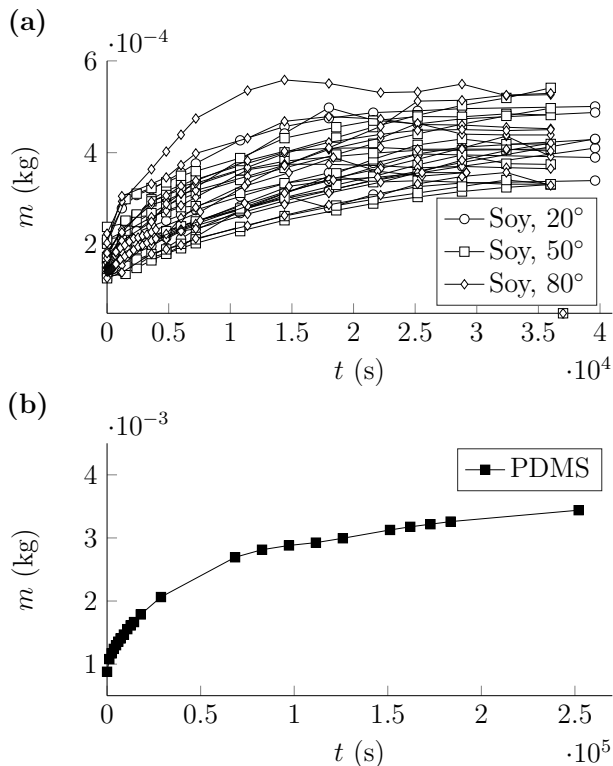 (a)
·10⁻⁴
6
4
2
m (kg)
Soy, 20°
Soy, 50°
Soy, 80°
0 0.5 1 1.5 2 2.5 3 3.5 4
t (s)
·10⁴
(b)
·10⁻³
4
3
2
1
m (kg)
PDMS
0 0.5 1 1.5 2 2.5
t (s)
·10⁵